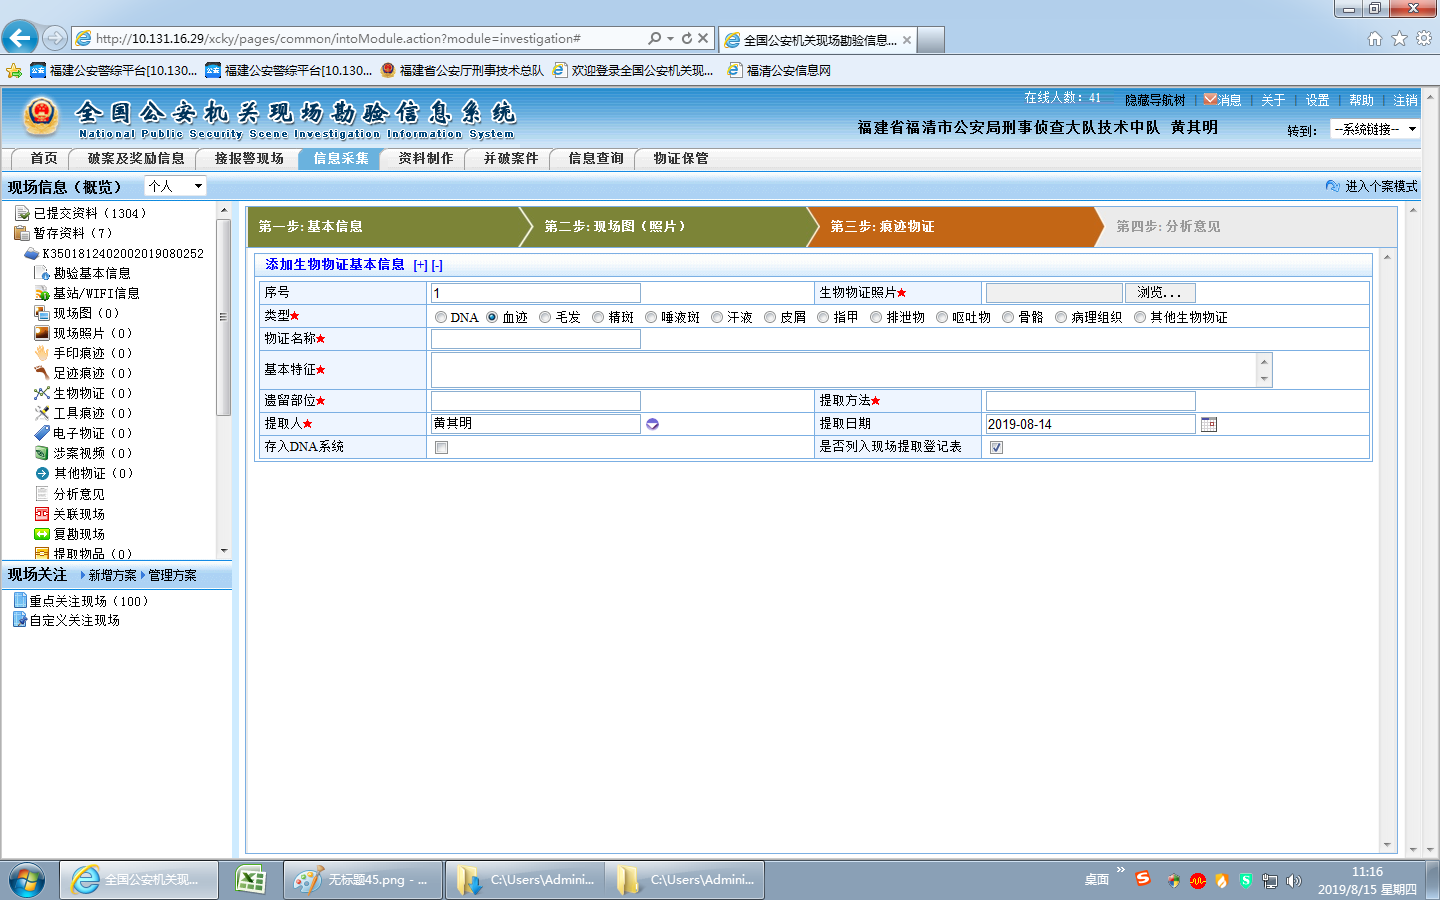 http://10.131.16.29/xcky/pages/common/intoModule.action?module=investigation#
全国公安机关现场勘验信息...
福建公安警综平台[10.130...
福建公安警综平台[10.130...
福建省公安厅刑事技术总队
欢迎登录全国公安机关现...
福清公安信息网
全国公安机关现场勘验信息系统
National Public Security Scene Investigation Information System
在线人数: 41
隐藏导航树
消息
关于
设置
帮助
注销
福建省福清市公安局刑事侦查大队技术中队 黄其明
转到:
--系统链接--
首页
破案及奖励信息
接报警现场
信息采集
资料制作
并破案件
信息查询
物证保管
现场信息（概览）
个人
进入个案模式
已提交资料（1304）
暂存资料（7）
K3501812402002019080252
勘验基本信息
基站/WIFI信息
现场图（0）
现场照片（0）
手印痕迹（0）
足迹痕迹（0）
生物物证（0）
工具痕迹（0）
电子物证（0）
涉案视频（0）
其他物证（0）
分析意见
关联现场
复勘现场
提取物品（0）
现场关注
新增方案
管理方案
重点关注现场（100）
自定义关注现场
第一步:基本信息
第二步:现场图（照片）
第三步:痕迹物证
第四步:分析意见
添加生物物证基本信息 [+] [-]
序号
1
生物物证照片★
浏览...
类型★
DNA 血迹 毛发 精斑 唾液斑 汗液 皮屑 指甲 排泄物 呕吐物 骨骼 病理组织 其他生物物证
物证名称★
基本特征★
遗留部位★
提取方法★
提取人★
黄其明
提取日期
2019-08-14
存入DNA系统
是否列入现场提取登记表
全国公安机关现...
无标题45.png - ...
C:\Users\Admini...
C:\Users\Admini...
桌面
11:16
2019/8/15 星期四